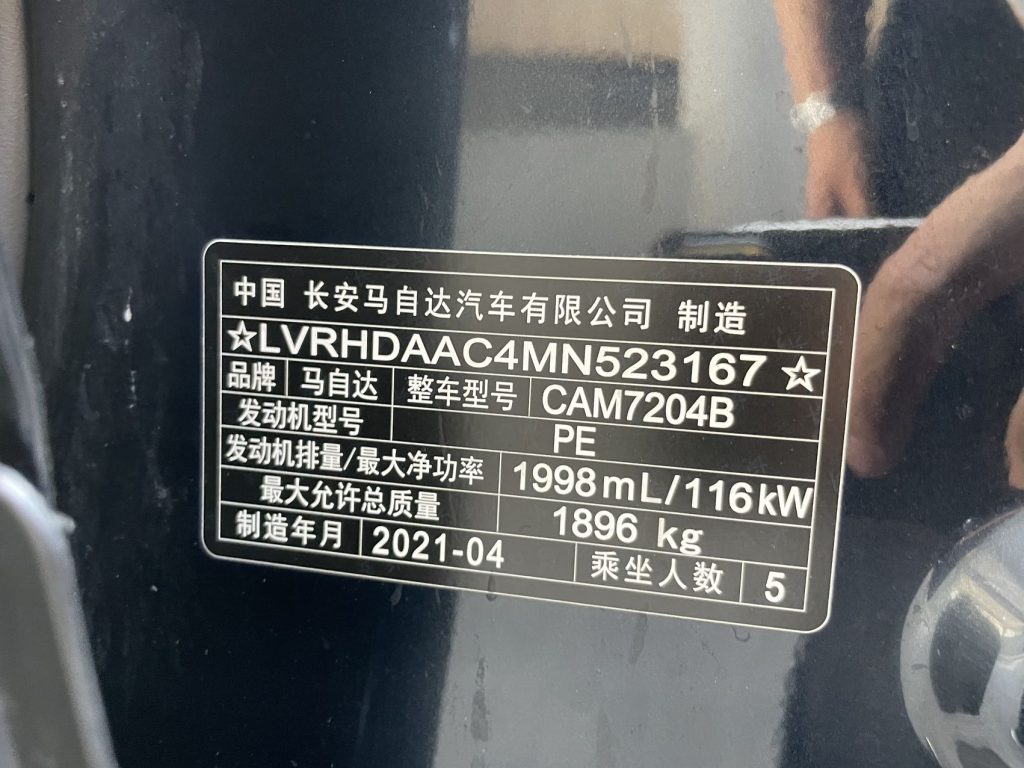 中国 长安马自达汽车有限公司 制造
☆LVRHDAAC4MN523167☆
品牌 马自达 整车型号 CAM7204B
发动机型号 PE
发动机排量/最大净功率 1998mL/116kW
最大允许总质量 1896 kg
制造年月 2021-04 乘坐人数 5